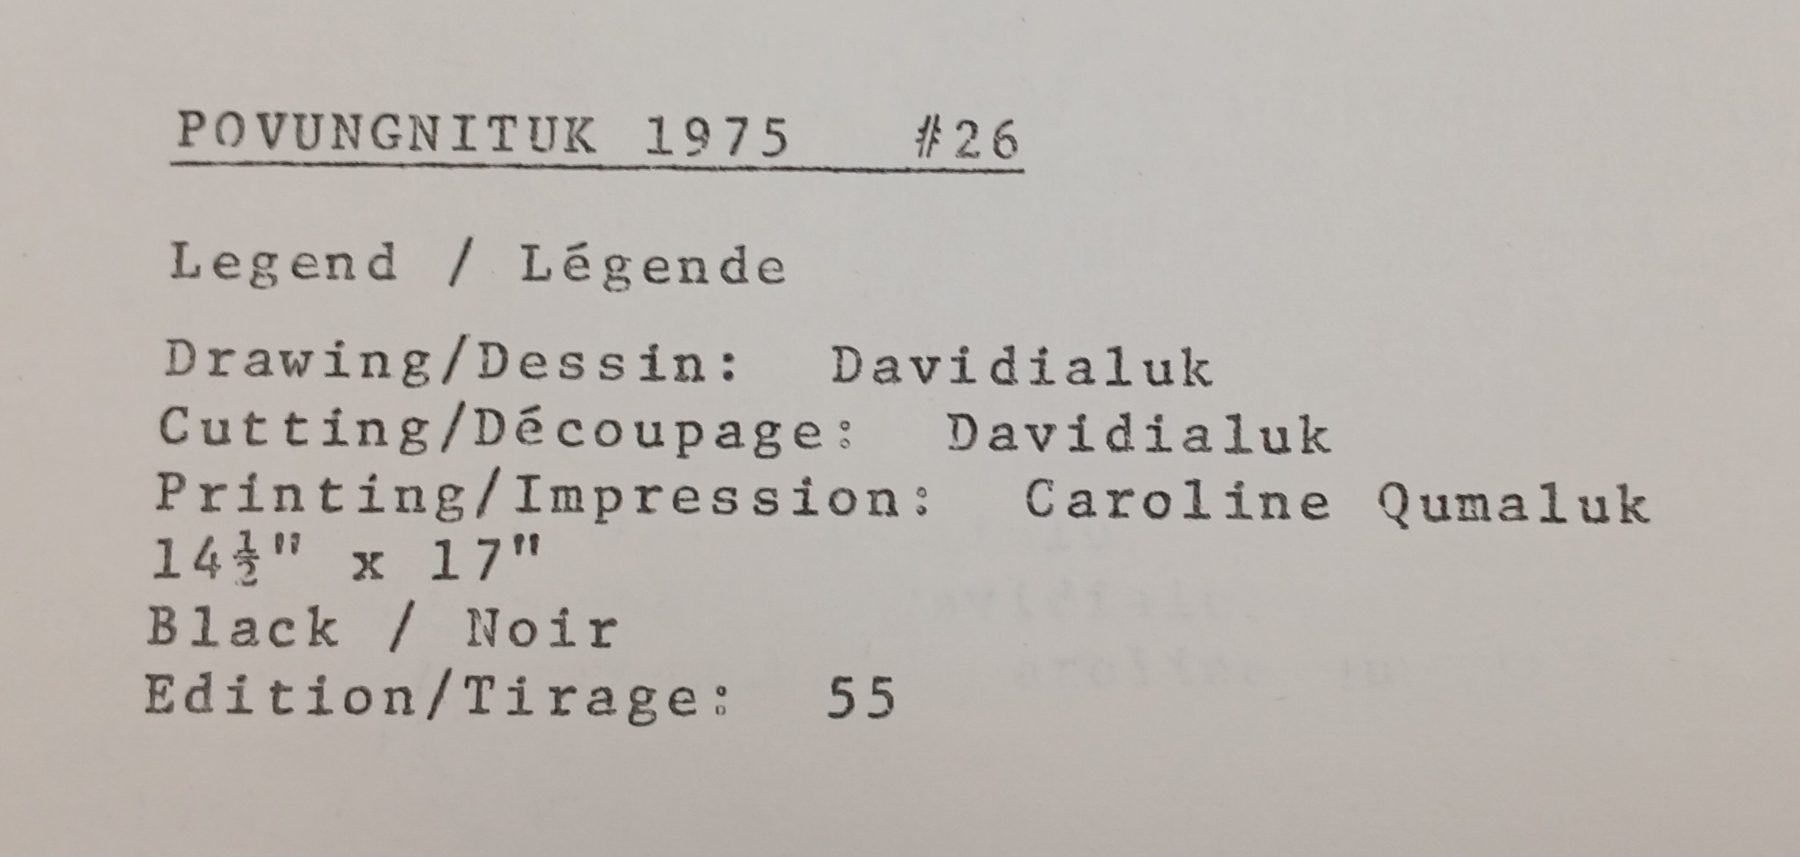 POVUNGNITUK 1975 #26
Legend / Légende
Drawing/Dessin: Davidialuk
Cutting/Découpage: Davidialuk
Printing/Impression: Caroline Qumaluk
14½" x 17"
Black / Noir
Edition/Tirage: 55